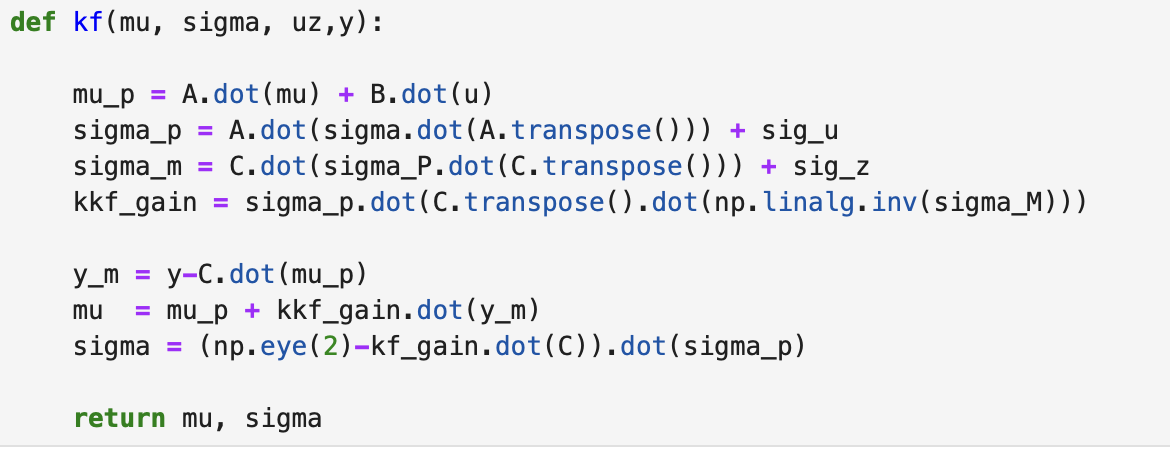 def kf(mu, sigma, uz,y):
    mu_p = A.dot(mu) + B.dot(u)
    sigma_p = A.dot(sigma.dot(A.transpose())) + sig_u
    sigma_m = C.dot(sigma_P.dot(C.transpose())) + sig_z
    kkf_gain = sigma_p.dot(C.transpose().dot(np.linalg.inv(sigma_M)))
    y_m = y-C.dot(mu_p)
    mu  = mu_p + kkf_gain.dot(y_m)
    sigma = (np.eye(2)-kf_gain.dot(C)).dot(sigma_p)
    return mu, sigma